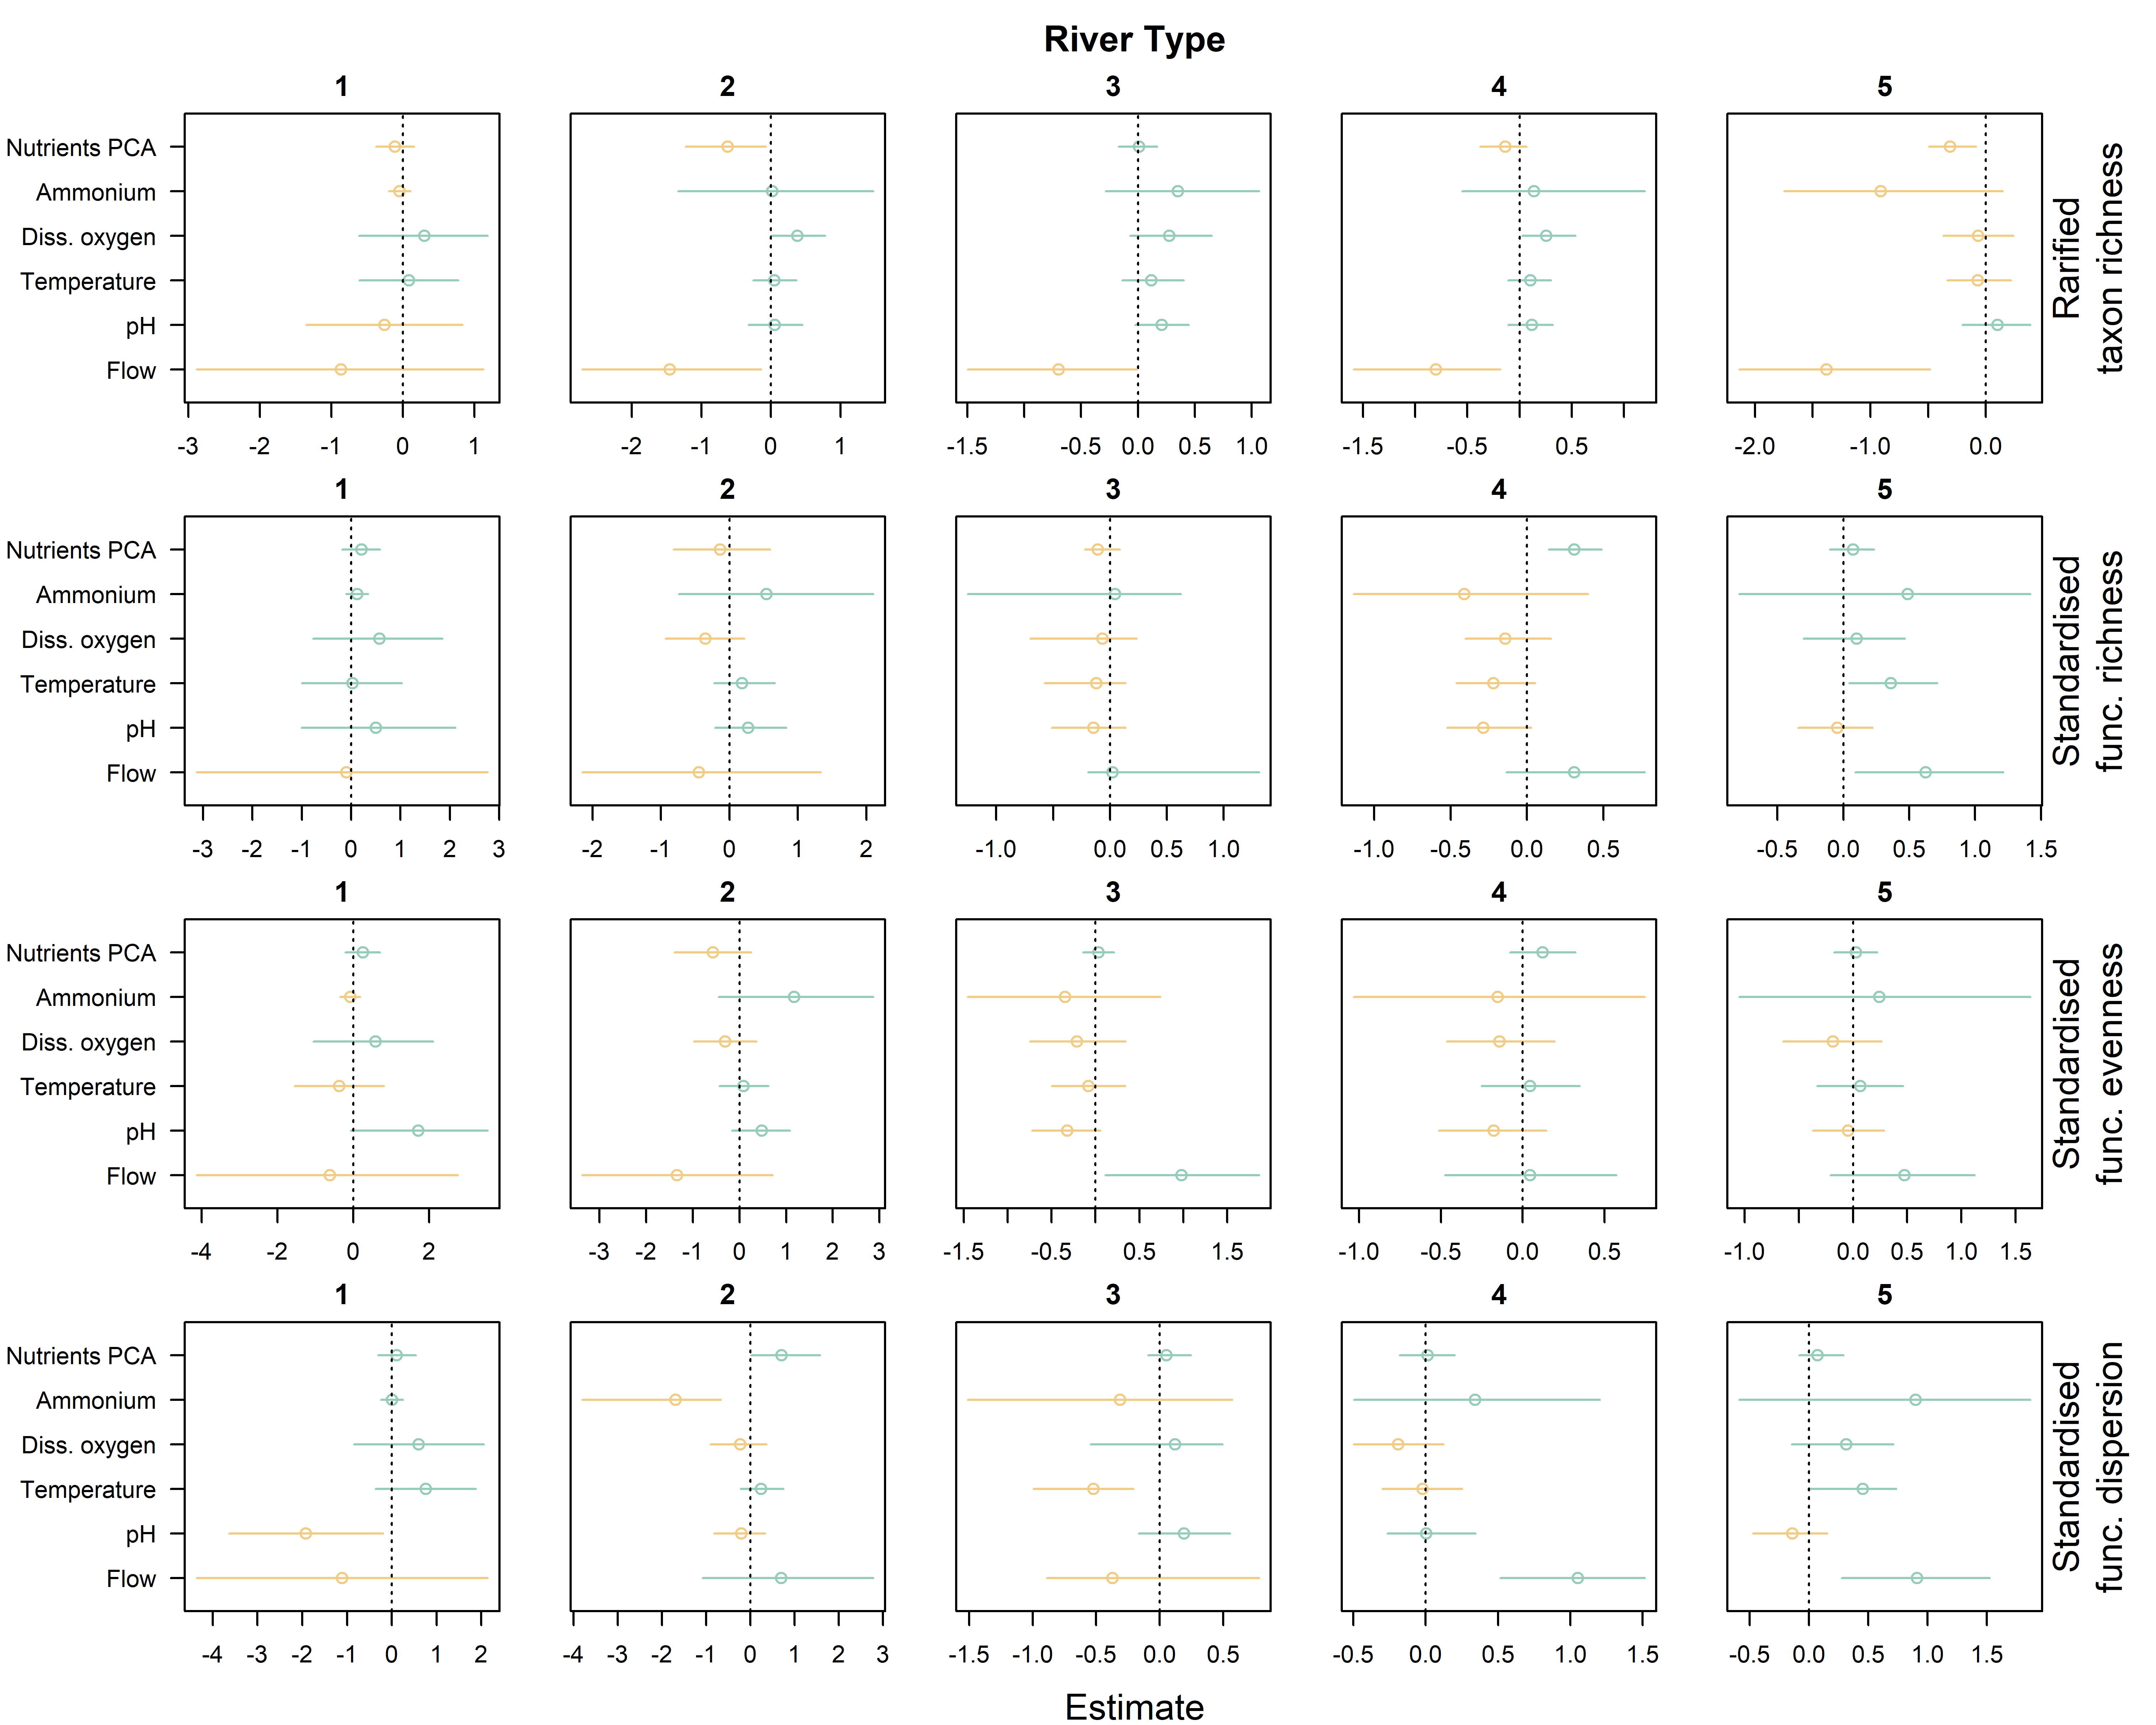 River Type
1 2 3 4 5
Nutrients PCA
Ammonium
Diss. oxygen
Temperature
pH
Flow
-3 -2 -1 0 1
-2 -1 0 1
-1.5 -0.5 0.0 0.5 1.0
-1.5 -0.5 0.5
-2.0 -1.0 0.0
Rarified
taxon richness
1 2 3 4 5
Nutrients PCA
Ammonium
Diss. oxygen
Temperature
pH
Flow
-3 -2 -1 0 1 2 3
-2 -1 0 1 2
-1.0 0.0 0.5 1.0
-1.0 -0.5 0.0 0.5
-0.5 0.0 0.5 1.0 1.5
Standardised
func. richness
1 2 3 4 5
Nutrients PCA
Ammonium
Diss. oxygen
Temperature
pH
Flow
-4 -2 0 2
-3 -2 -1 0 1 2 3
-1.5 -0.5 0.5 1.5
-1.0 -0.5 0.0 0.5
-1.0 0.0 0.5 1.0 1.5
Standardised
func. evenness
1 2 3 4 5
Nutrients PCA
Ammonium
Diss. oxygen
Temperature
pH
Flow
-4 -3 -2 -1 0 1 2
-4 -3 -2 -1 0 1 2 3
-1.5 -1.0 -0.5 0.0 0.5
-0.5 0.0 0.5 1.0 1.5
-0.5 0.0 0.5 1.0 1.5
Standardised
func. dispersion
Estimate